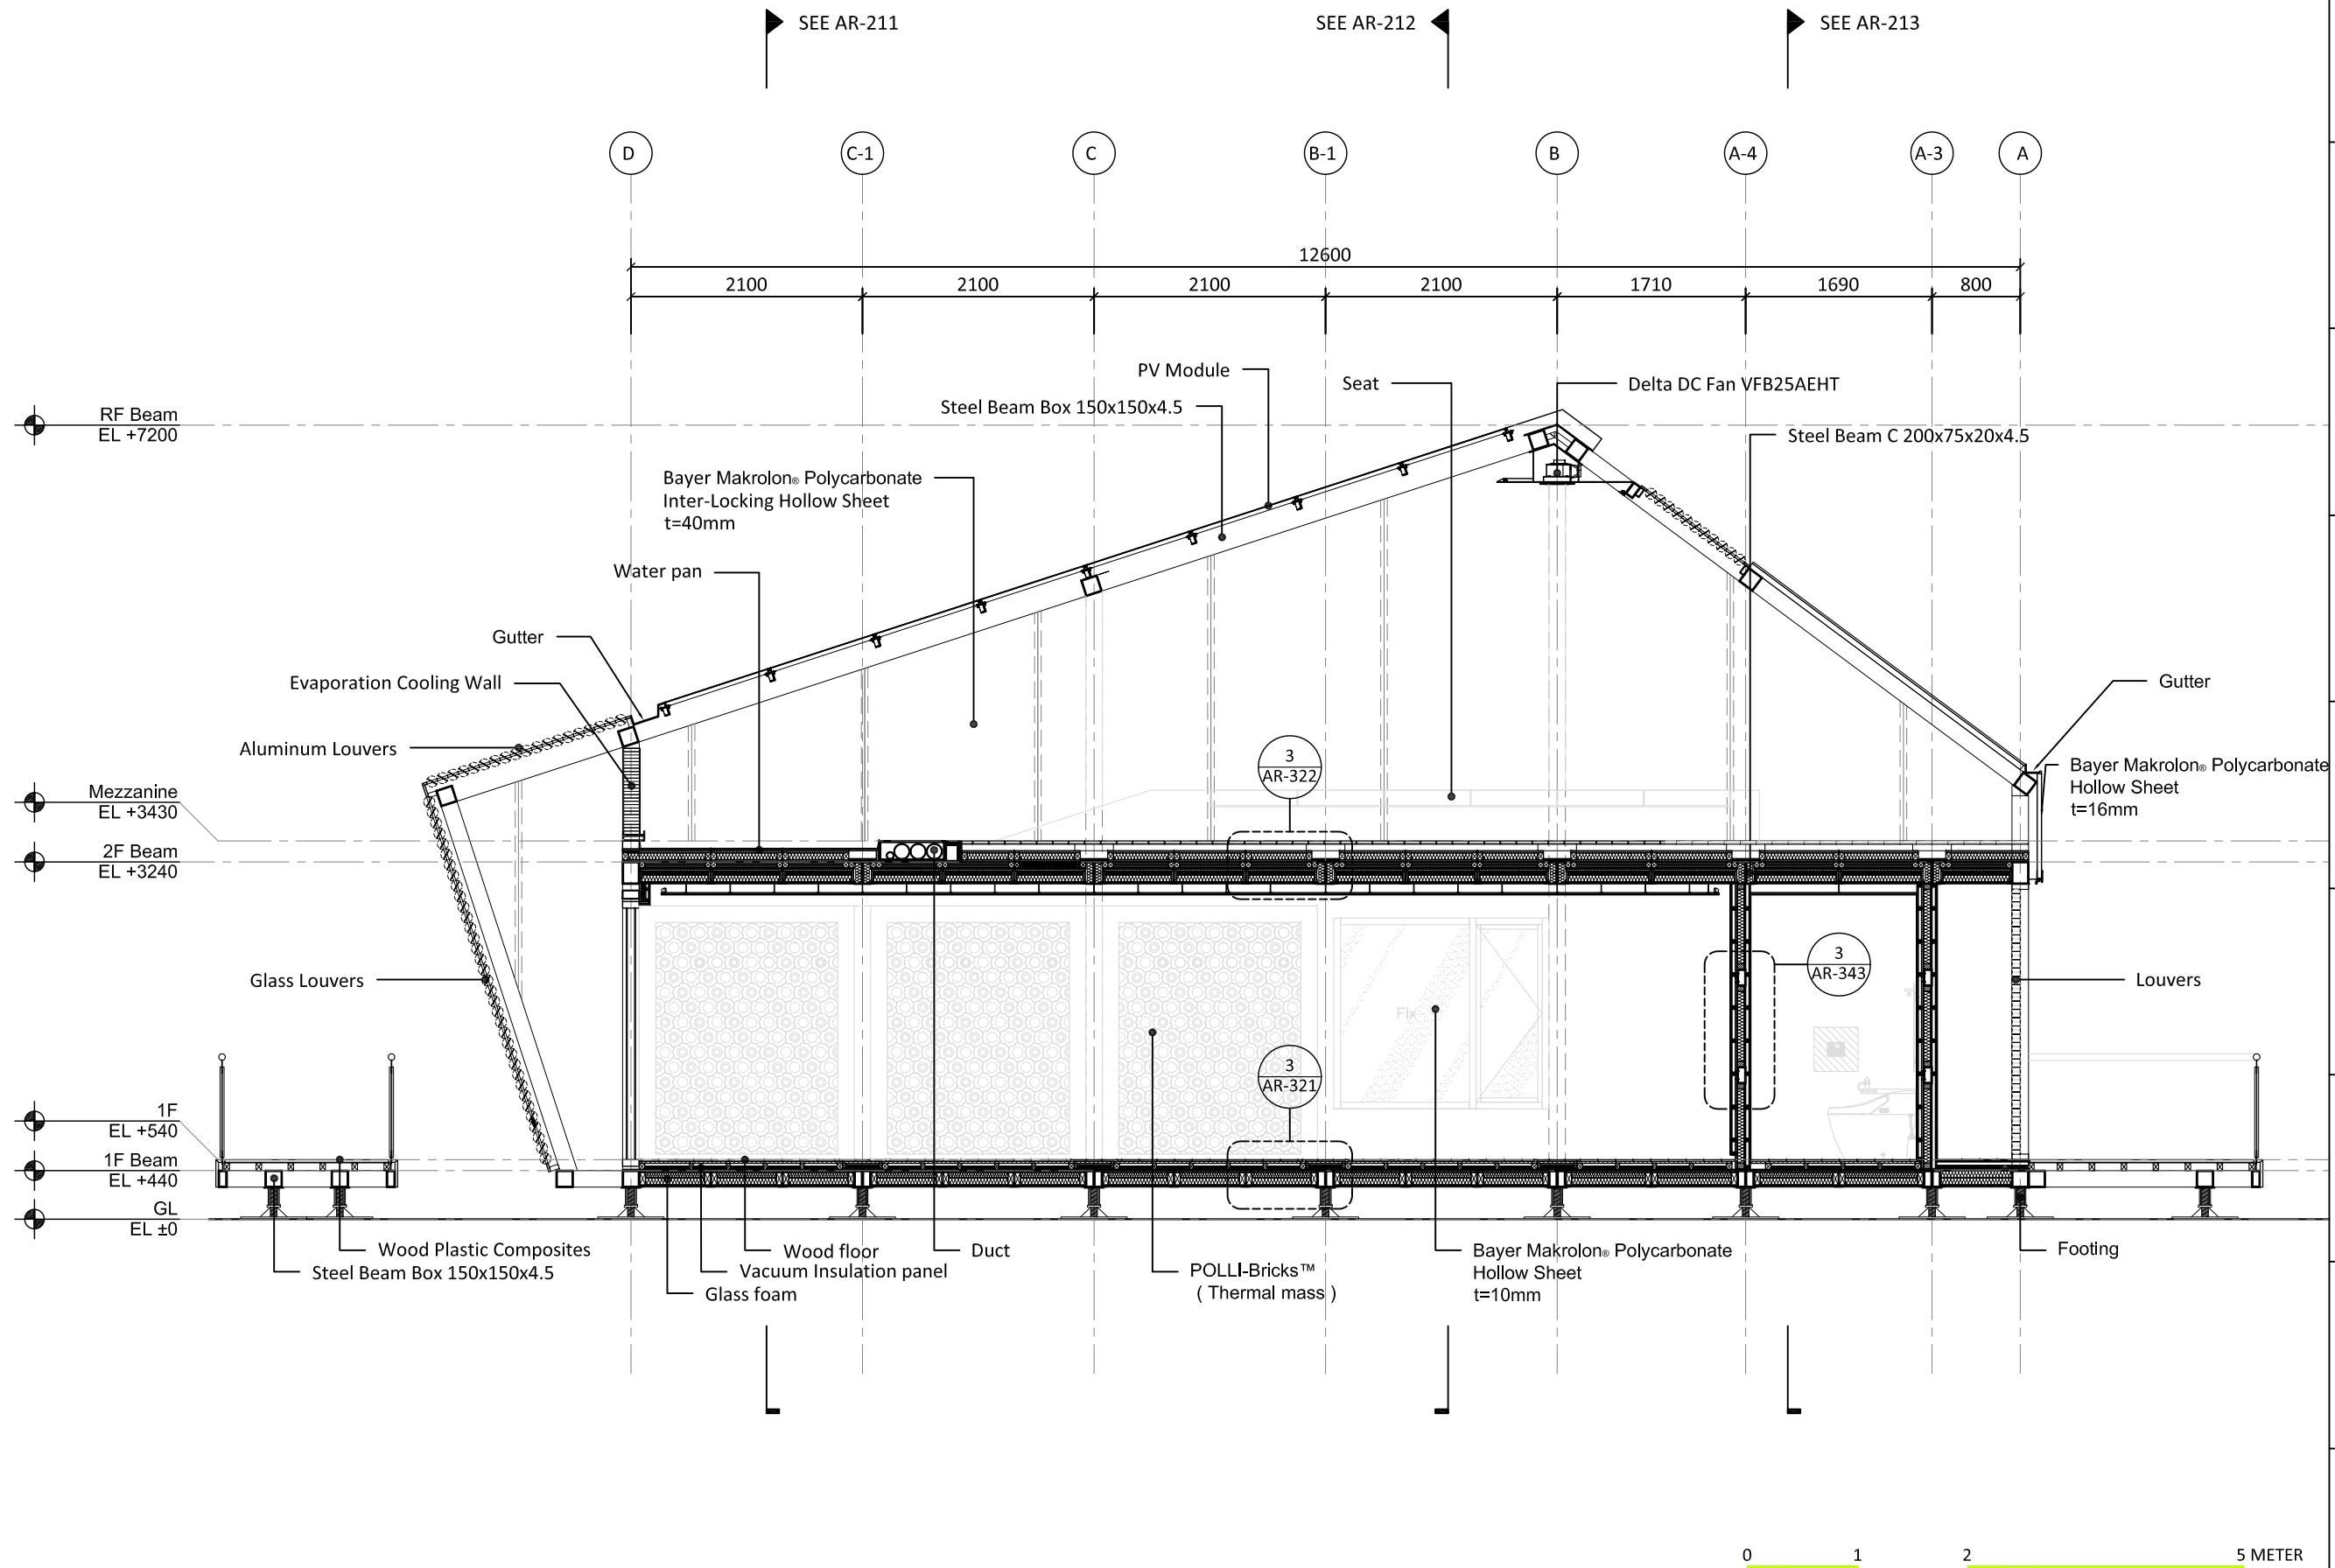 SEE AR-211
SEE AR-212
SEE AR-213
D
C-1
C
B-1
B
A-4
A-3
A
12600
2100
2100
2100
2100
1710
1690
800
PV Module
Seat
Delta DC Fan VFB25AEHT
Steel Beam Box 150x150x4.5
RF Beam
EL +7200
Steel Beam C 200x75x20x4.5
Bayer Makrolon® Polycarbonate
Inter-Locking Hollow Sheet
t=40mm
Water pan
Gutter
Evaporation Cooling Wall
Gutter
Aluminum Louvers
3
AR-322
Bayer Makrolon® Polycarbonate
Hollow Sheet
t=16mm
Mezzanine
EL +3430
2F Beam
EL +3240
3
AR-343
Glass Louvers
Louvers
Fix
3
AR-321
1F
EL +540
1F Beam
EL +440
GL
EL ±0
Wood Plastic Composites
Steel Beam Box 150x150x4.5
Wood floor
Vacuum Insulation panel
Glass foam
Duct
POLLI-Bricks™
( Thermal mass )
Bayer Makrolon® Polycarbonate
Hollow Sheet
t=10mm
Footing
0 1 2 5 METER